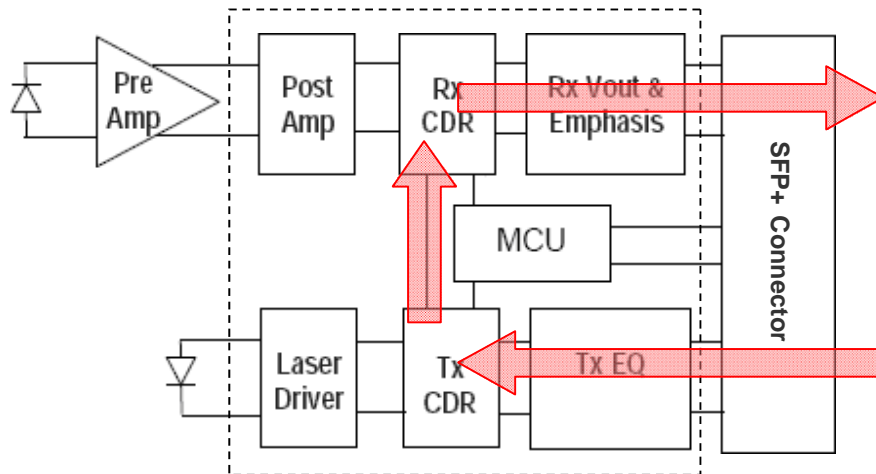 Pre
Amp
Post
Amp
Rx
CDR
Rx Vout &
Emphasis
SFP+ Connector
MCU
Laser
Driver
Tx
CDR
Tx EQ